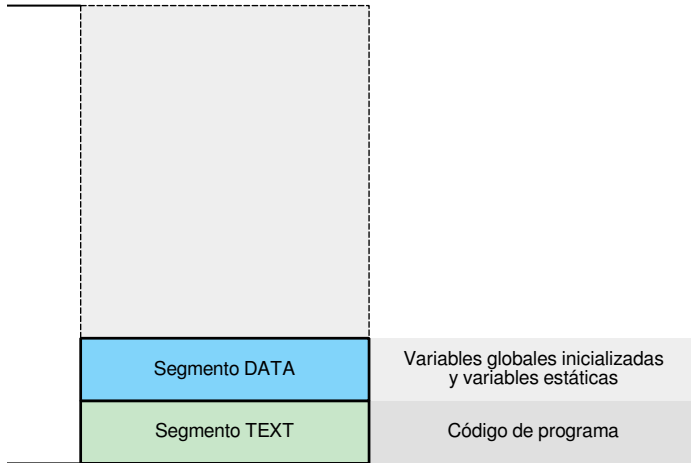 Segmento DATA
Variables globales inicializadas
y variables estáticas
Segmento TEXT
Código de programa